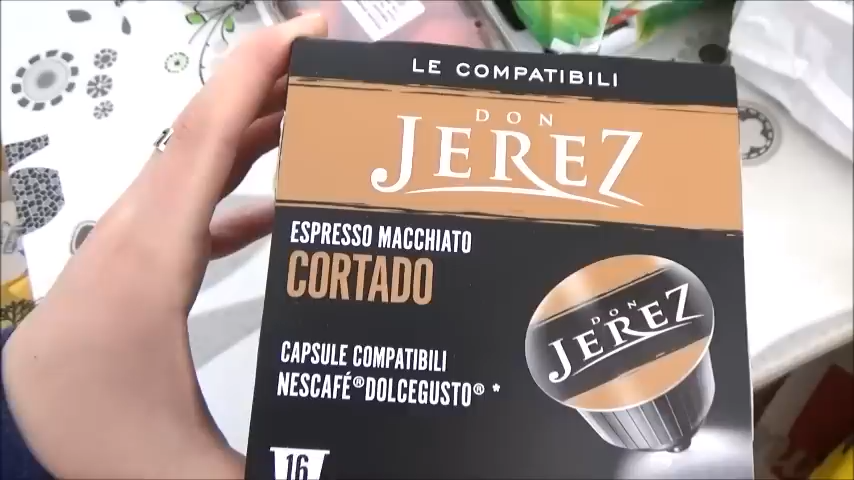 LE COMPATIBILI
DON
JEREZ
ESPRESSO MACCHIATO
CORTADO
CAPSULE COMPATIBILI
NESCAFÉ®DOLCEGUSTO® *
16
DON
JEREZ